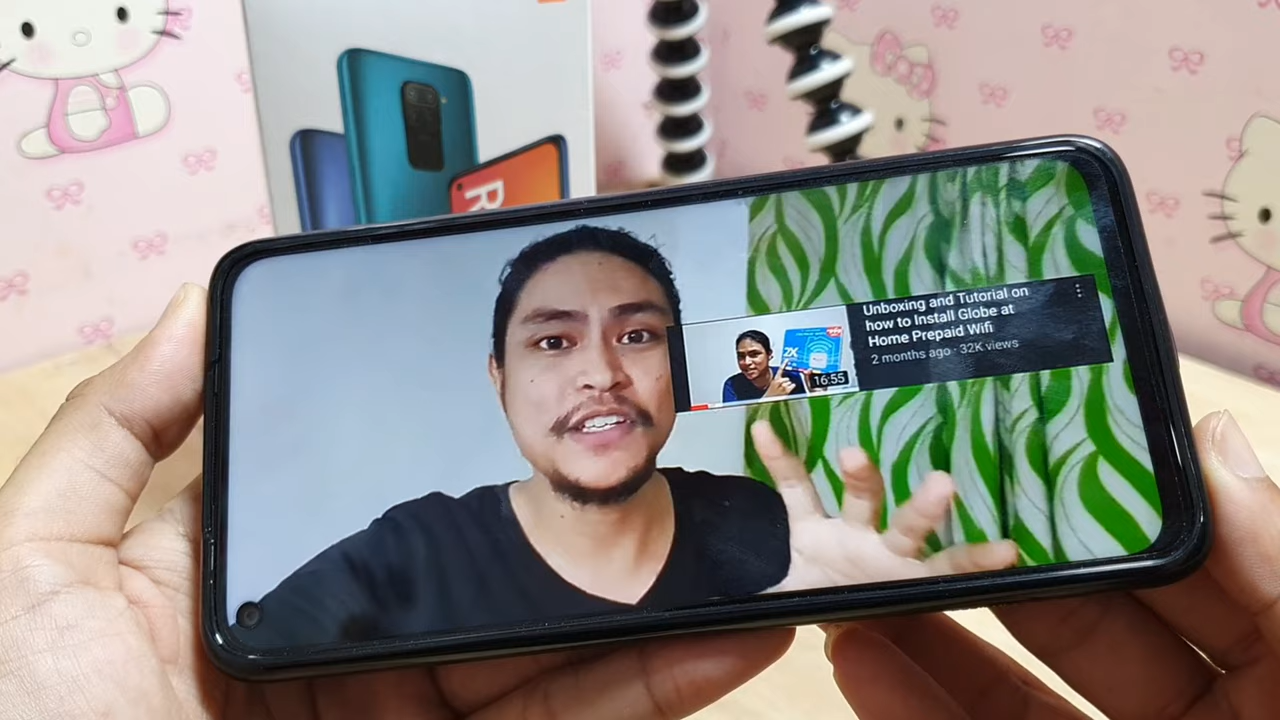 Unboxing and Tutorial on
how to Install Globe at
Home Prepaid Wifi
2 months ago · 32K views
16:55
2X
R